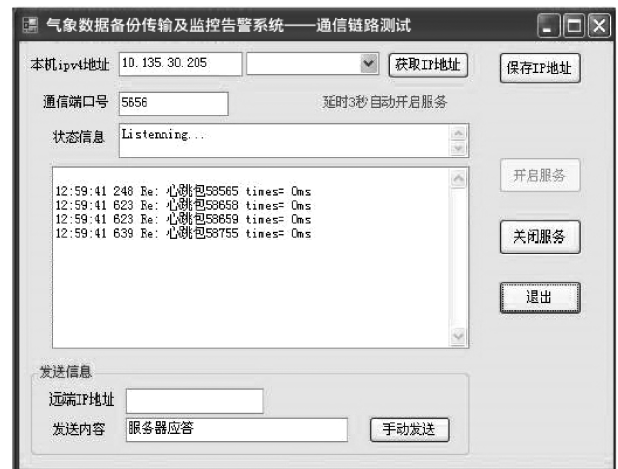 气象数据备份传输及监控告警系统——通信链路测试
本机ipv4地址 10.135.30.205 获取IP地址 保存IP地址
通信端口号 5656 延时3秒自动开启服务
状态信息 Listenning...
开启服务
12:59:41 248 Re: 心跳包58565 times= 0ms
12:59:41 623 Re: 心跳包58658 times= 0ms
12:59:41 623 Re: 心跳包58659 times= 0ms
12:59:41 639 Re: 心跳包58755 times= 0ms
关闭服务
退出
发送信息
远端IP地址
发送内容 服务器应答 手动发送